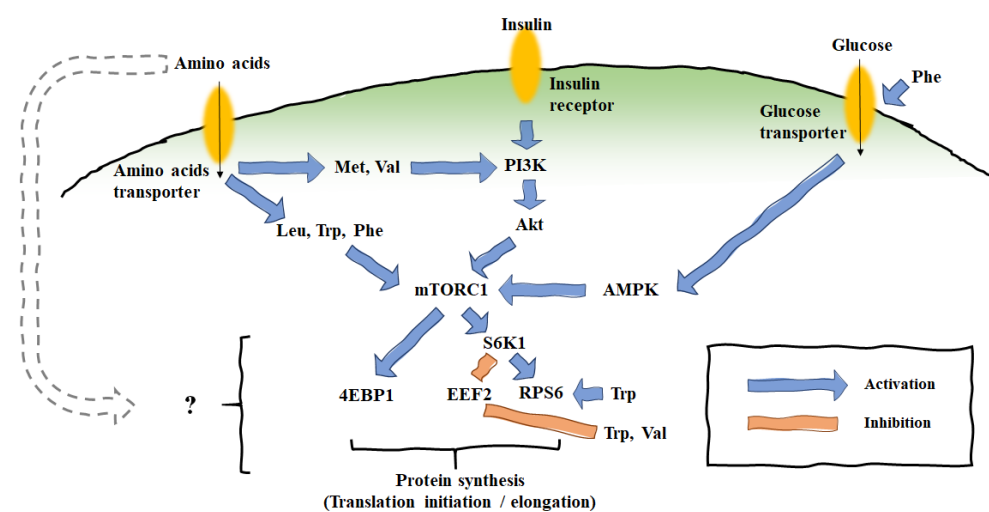 Insulin
Glucose
Amino acids
Phe
Insulin
receptor
Glucose
transporter
Amino acids
transporter
Met, Val
PI3K
Leu, Trp, Phe
Akt
mTORC1
AMPK
S6K1
4EBP1
EEF2
RPS6
Trp
?
Trp, Val
Activation
Inhibition
Protein synthesis
(Translation initiation / elongation)